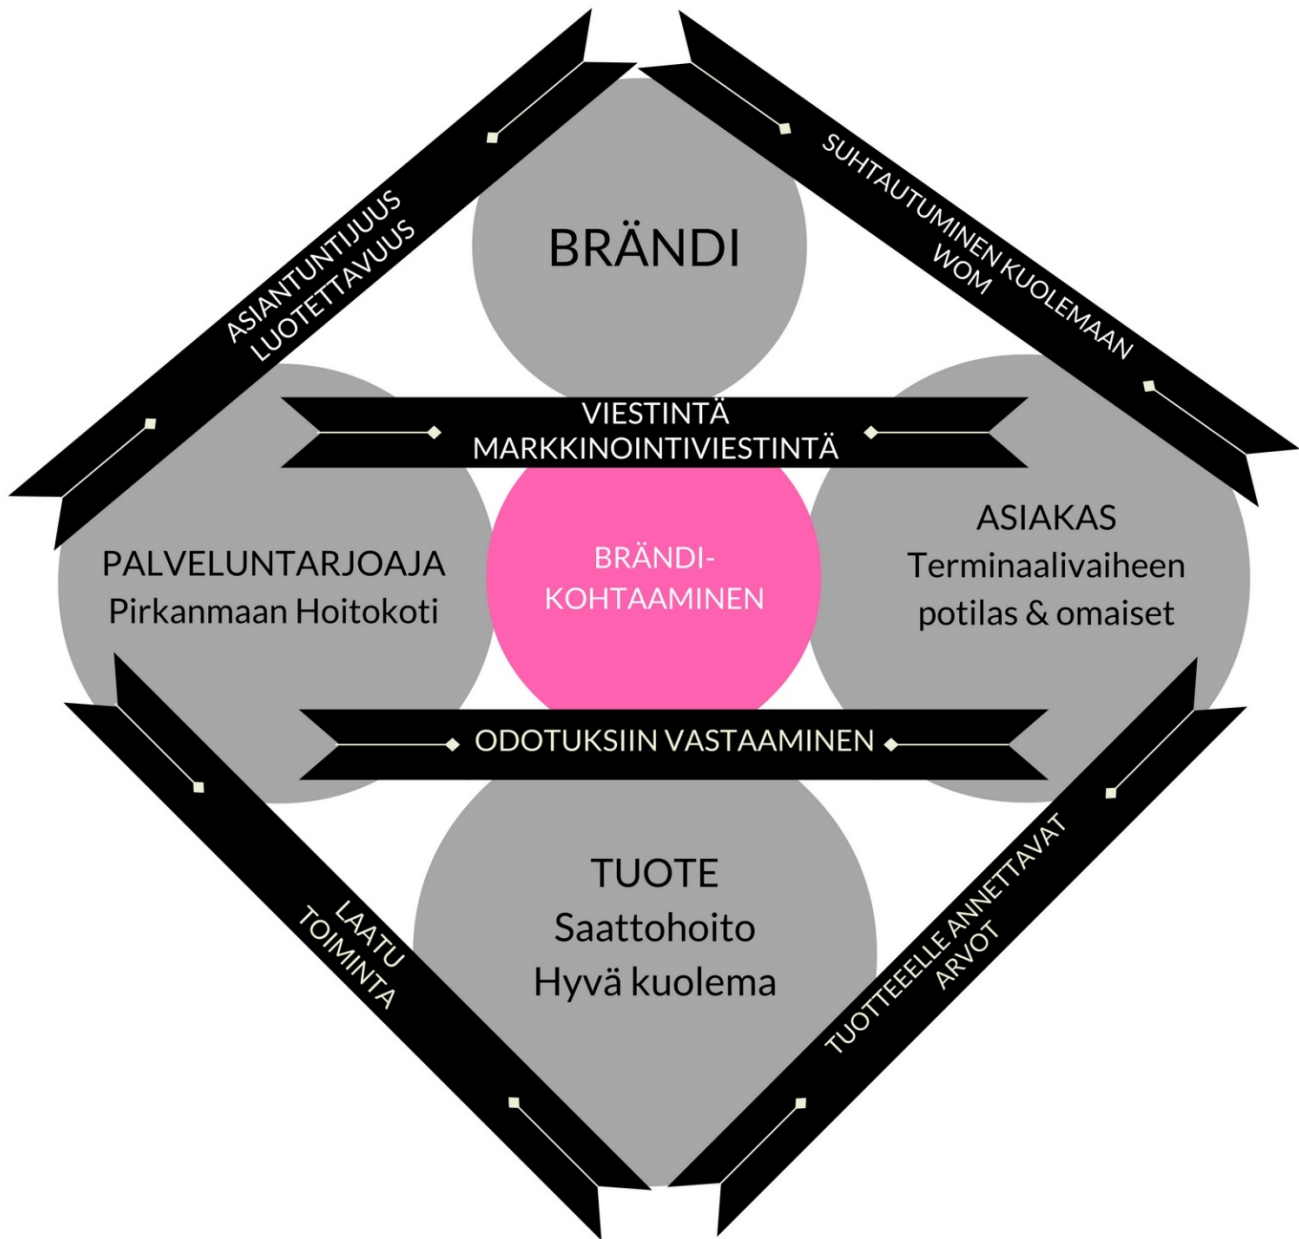 ASIANTUNTIJUUS
LUOTETTAVUUS
SUHTAUTUMINEN KUOLEMAAN
WOM
BRÄNDI
VIESTINTÄ
MARKKINOINTIVIESTINTÄ
PALVELUNTARJOAJA
Pirkanmaan Hoitokoti
BRÄNDI-
KOHTAAMINEN
ASIAKAS
Terminaalivaiheen
potilas & omaiset
ODOTUKSIIN VASTAAMINEN
TUOTE
Saattohoito
Hyvä kuolema
LAATU
TOIMINTA
TUOTTEEELLE ANNETTAVAT
ARVOT